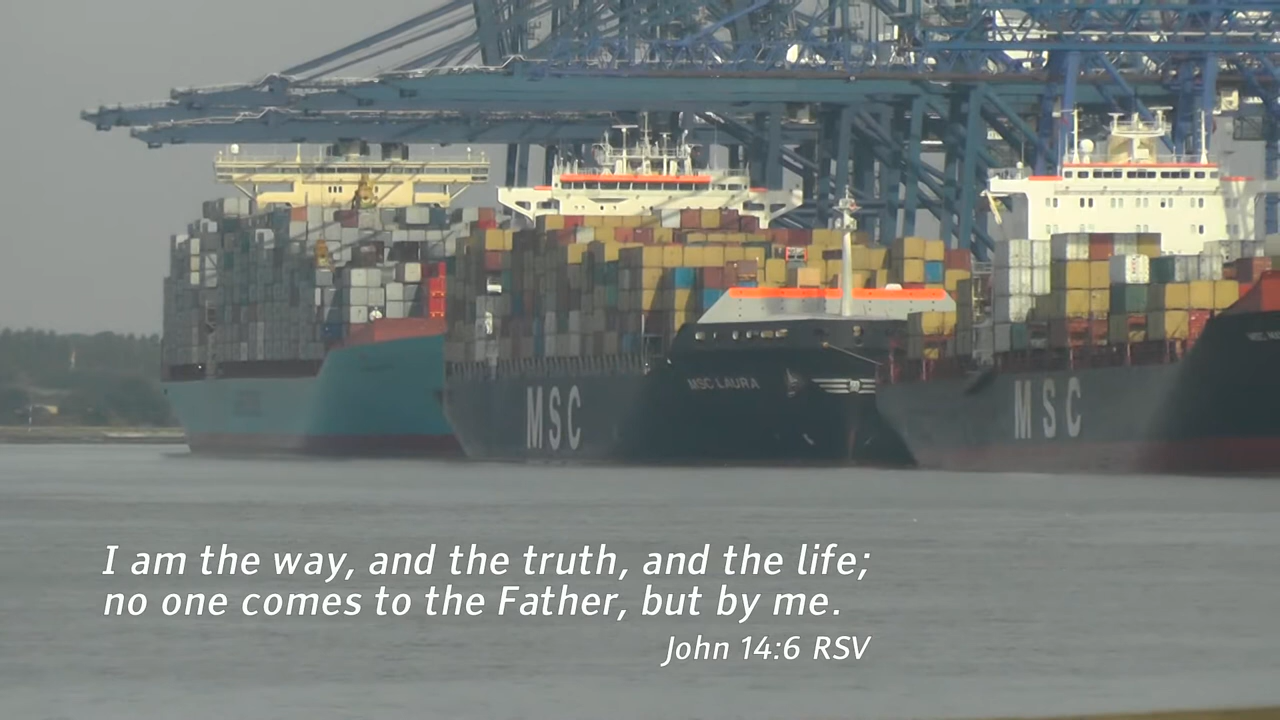 MSC
MSC LAURA
MSC
I am the way, and the truth, and the life;
no one comes to the Father, but by me.
John 14:6 RSV